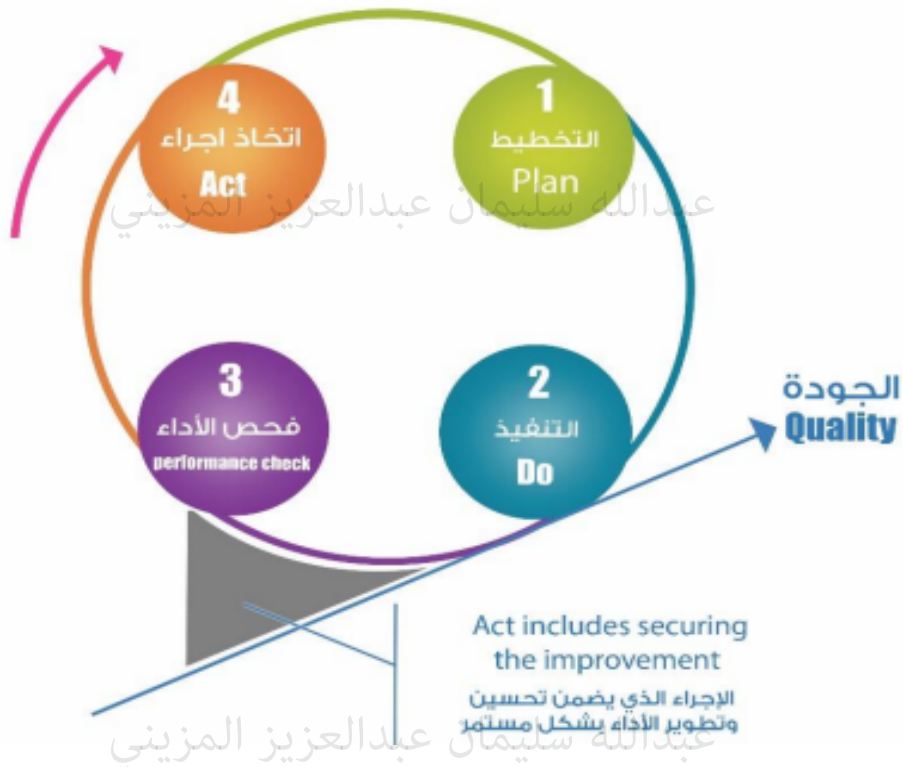 4
اتخاذ اجراء
Act
1
التخطيط
Plan
عبدالله سليمان عبدالعزيز المزيني
3
فحص الأداء
performance check
2
التنفيذ
Do
الجودة
Quality
Act includes securing
the improvement
الإجراء الذي يضمن تحسين
وتطوير الأداء بشكل مستمر
عبدالله سليمان عبدالعزيز المزيني